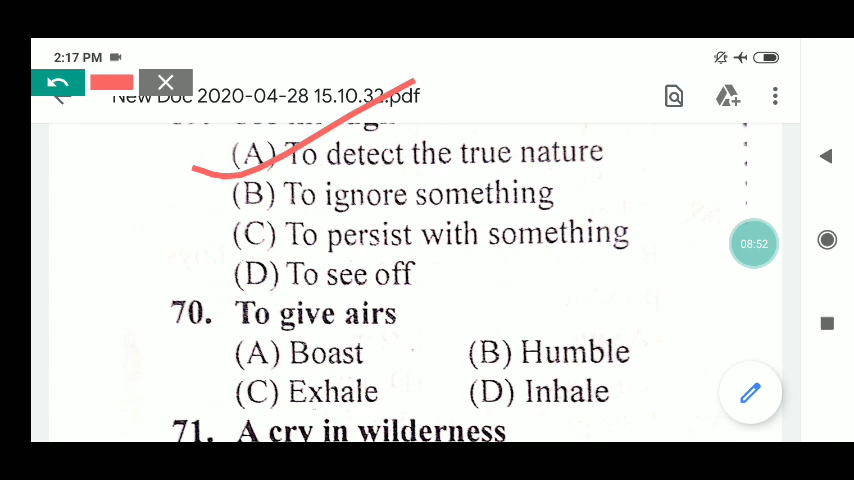 2:17 PM
New Doc 2020-04-28 15.10.32.pdf
(A) To detect the true nature
(B) To ignore something
(C) To persist with something
08:52
(D) To see off
70. To give airs
(A) Boast (B) Humble
(C) Exhale (D) Inhale
71. A cry in wilderness